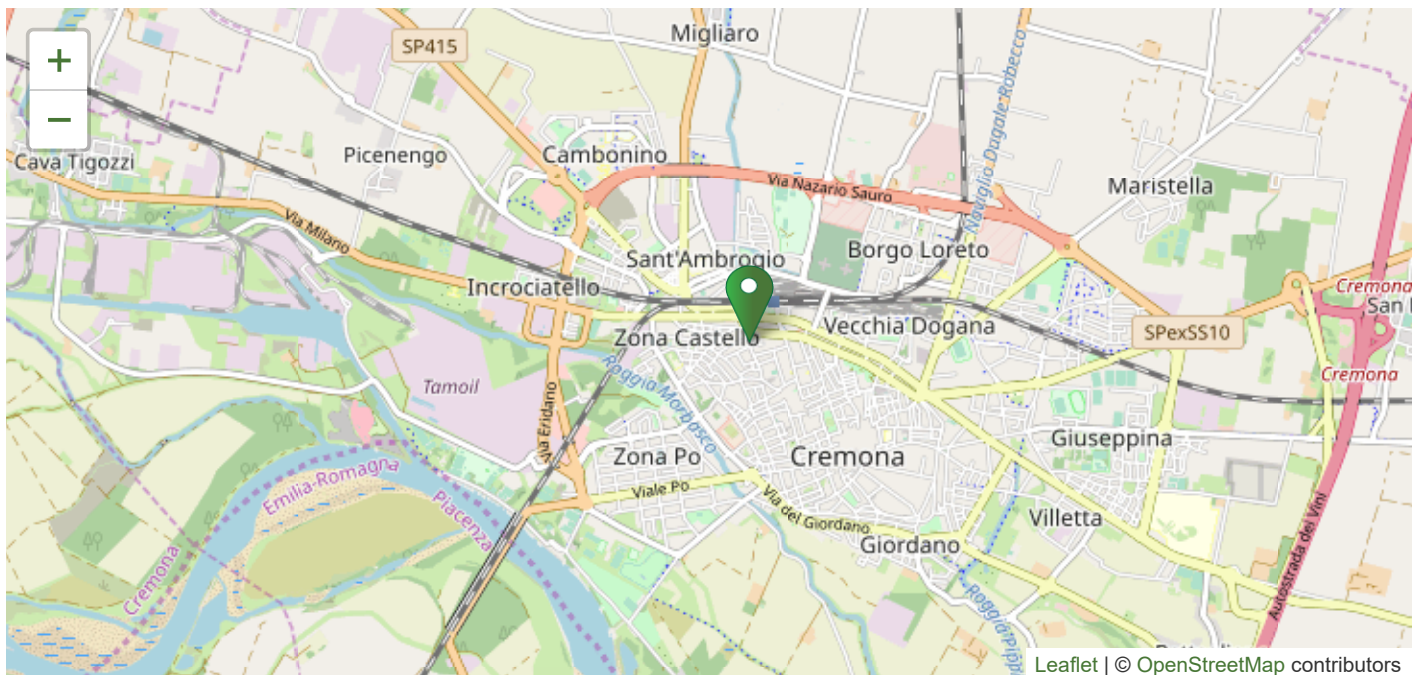 Migliaro
SP415
+
−
Naviglio Dugale Robecco
Cava Tigozzi
Picenengo
Cambonino
Via Nazario Sauro
Maristella
Via Milano
Sant'Ambrogio
Borgo Loreto
Incrociatello
Cremona
Zona Castello
Vecchia Dogana
SPexSS10
Tamoil
Roggia Morbasco
Cremona
Via Eridano
Giuseppina
Zona Po
Cremona
Emilia-Romagna
Piacenza
Viale Po
Via del Giordano
Villetta
Giordano
Autostrada dei Vini
Cremona
Leaflet | © OpenStreetMap contributors